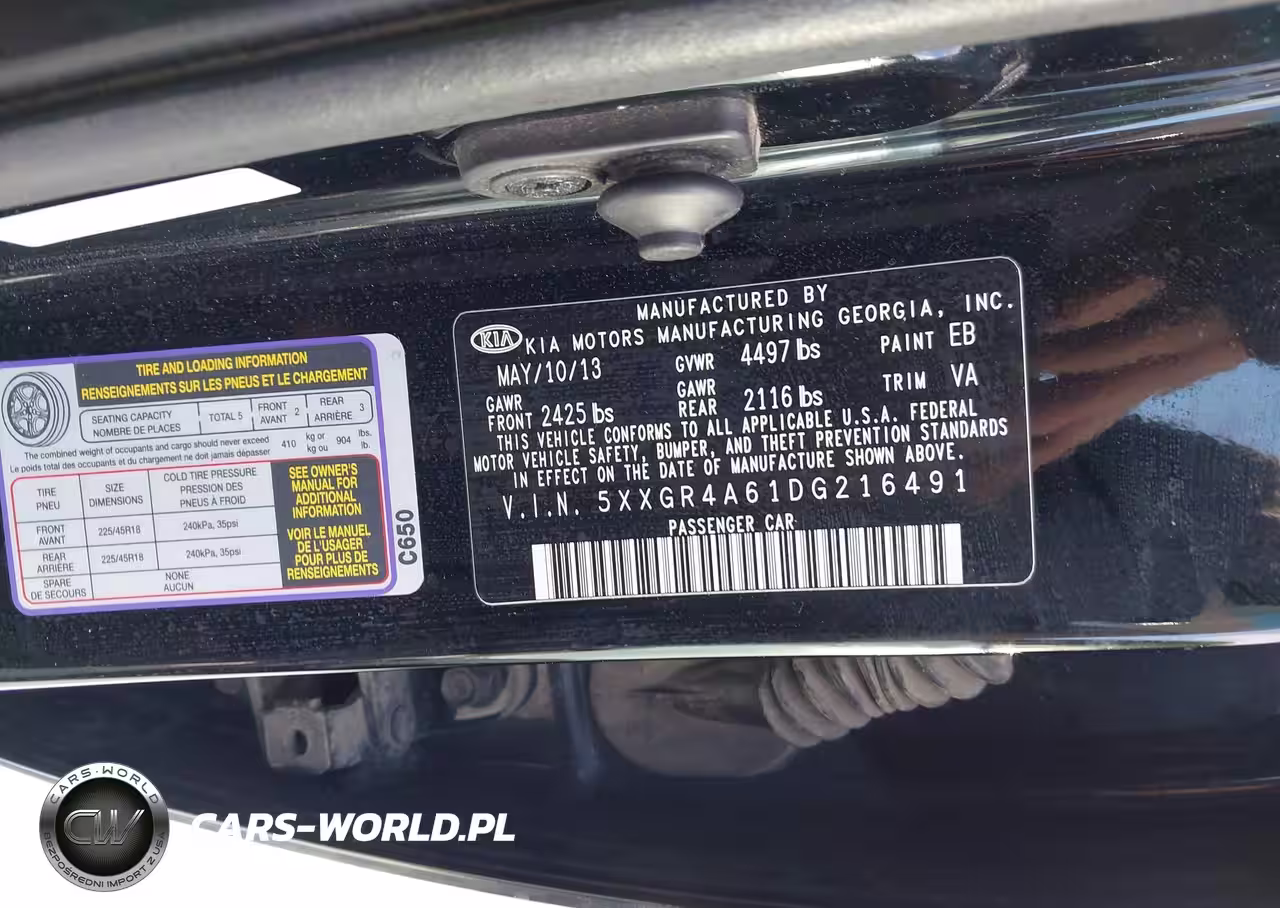 TIRE AND LOADING INFORMATION
RENSEIGNEMENTS SUR LES PNEUS ET LE CHARGEMENT
SEATING CAPACITY
NOMBRE DE PLACES
TOTAL 5
FRONT
AVANT
2
REAR
ARRIÈRE
3
The combined weight of occupants and cargo should never exceed
Le poids total des occupants et du chargement ne doit jamais dépasser
410
kg or
kg ou
904
lbs.
lb.
TIRE
PNEU
SIZE
DIMENSIONS
COLD TIRE PRESSURE
PRESSION DES
PNEUS À FROID
FRONT
AVANT
225/45R18
240kPa, 35psi
REAR
ARRIÈRE
225/45R18
240kPa, 35psi
SPARE
DE SECOURS
NONE
AUCUN
SEE OWNER'S
MANUAL FOR
ADDITIONAL
INFORMATION
VOIR LE MANUEL
DE L'USAGER
POUR PLUS DE
RENSEIGNEMENTS
C650
MANUFACTURED BY
KIA
KIA MOTORS MANUFACTURING GEORGIA, INC.
MAY/10/13
GVWR 4497 lbs
PAINT EB
GAWR
FRONT 2425 lbs
GAWR
REAR 2116 lbs
TRIM VA
THIS VEHICLE CONFORMS TO ALL APPLICABLE U.S.A. FEDERAL
MOTOR VEHICLE SAFETY, BUMPER, AND THEFT PREVENTION STANDARDS
IN EFFECT ON THE DATE OF MANUFACTURE SHOWN ABOVE.
V.I.N. 5XXGR4A61DG216491
PASSENGER CAR
CARS-WORLD
CW
BEZPOŚREDNI IMPORT Z USA
CARS-WORLD.PL